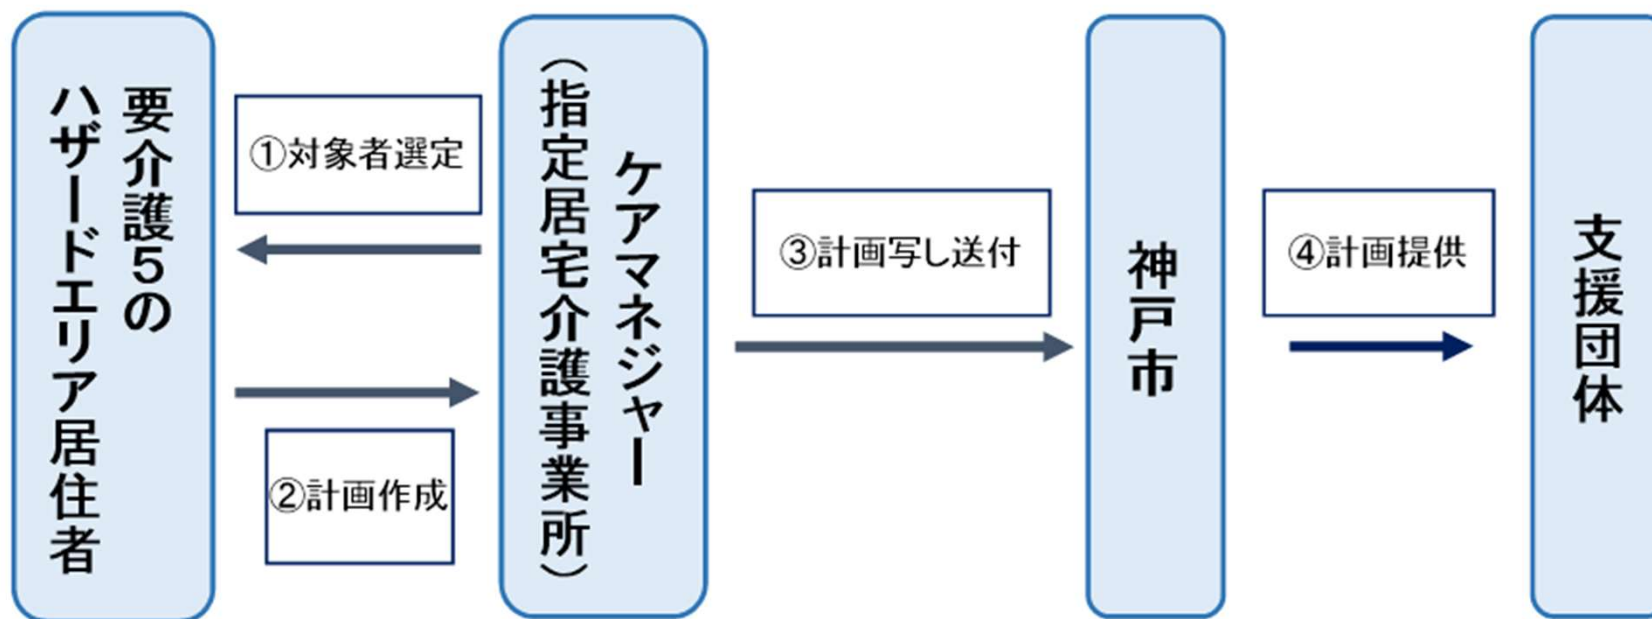 要介護5の
ハザードエリア居住者
①対象者選定
②計画作成
ケアマネジャー
(指定居宅介護事業所)
③計画写し送付
神戸市
④計画提供
支援団体